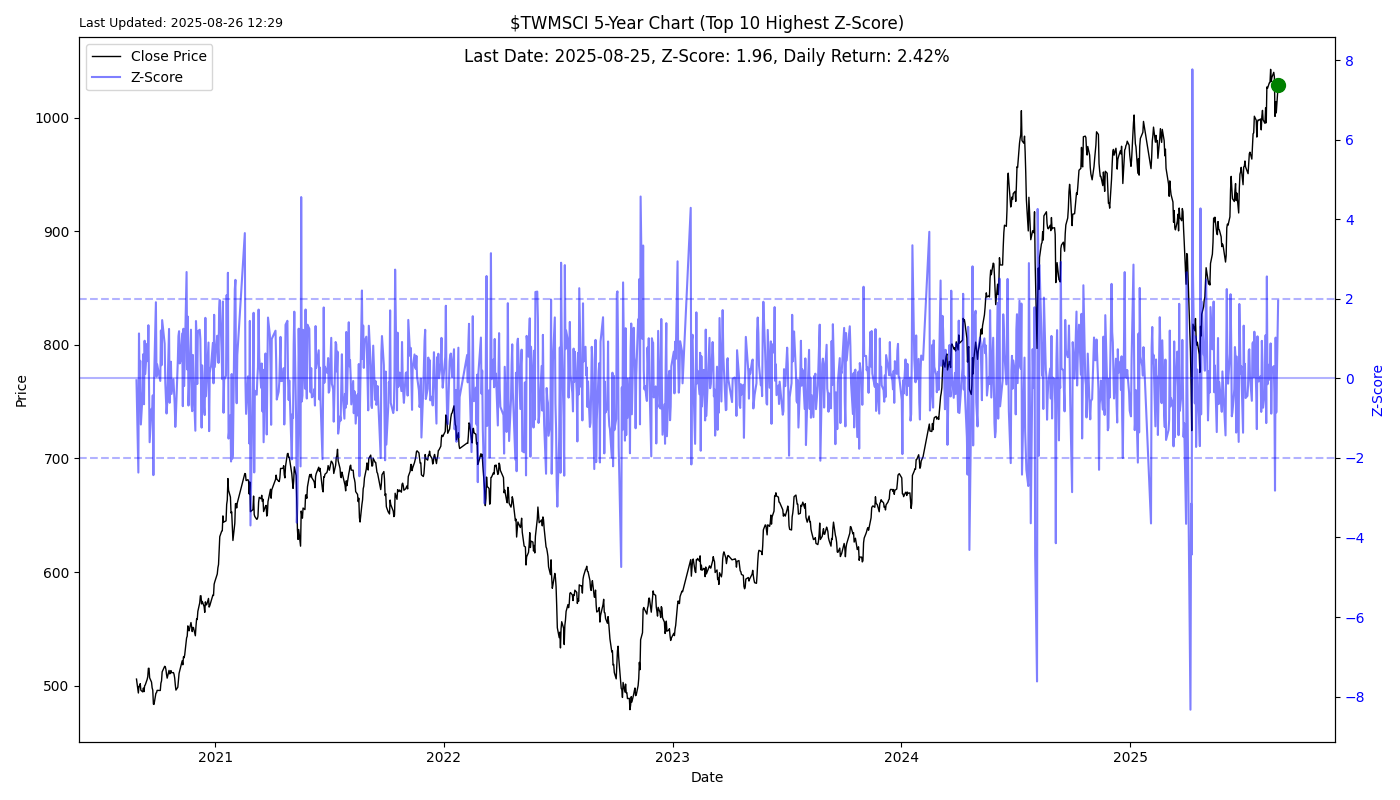 Last Updated: 2025-08-26 12:29
$TWMSCI 5-Year Chart (Top 10 Highest Z-Score)
Last Date: 2025-08-25, Z-Score: 1.96, Daily Return: 2.42%
Close Price
Z-Score
1000
900
800
700
600
500
Price
8
6
4
2
0
−2
−4
−6
−8
Z-Score
2021
2022
2023
2024
2025
Date